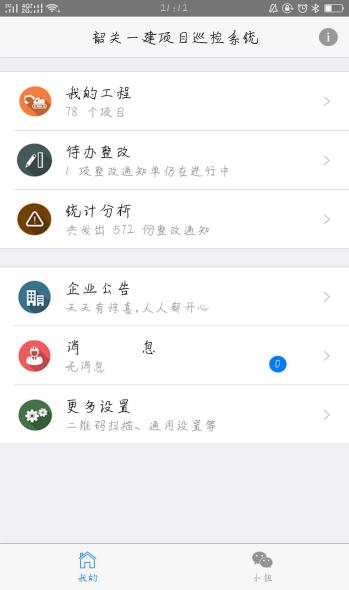 21:12
韶关一建项目巡检系统
我的工程
78 个项目
待办整改
1 项整改通知单仍在进行中
统计分析
共发出 572 份整改通知
企业公告
天天有惊喜,人人都开心
消 息
无消息
0
更多设置
二维码扫描、通用设置等
我的
小组